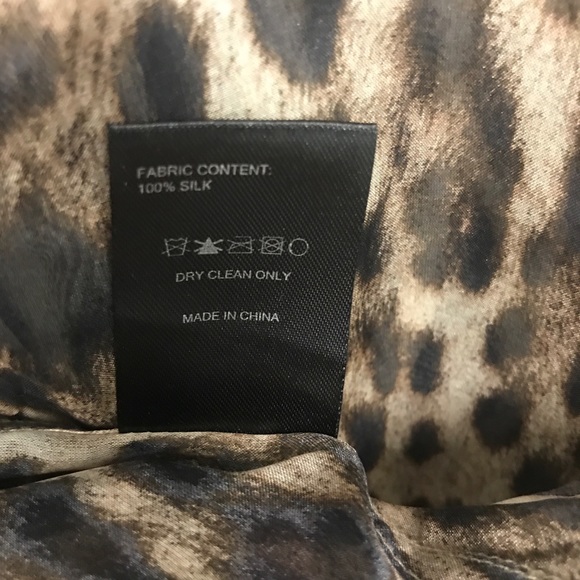 FABRIC CONTENT:
100% SILK
DRY CLEAN ONLY
MADE IN CHINA